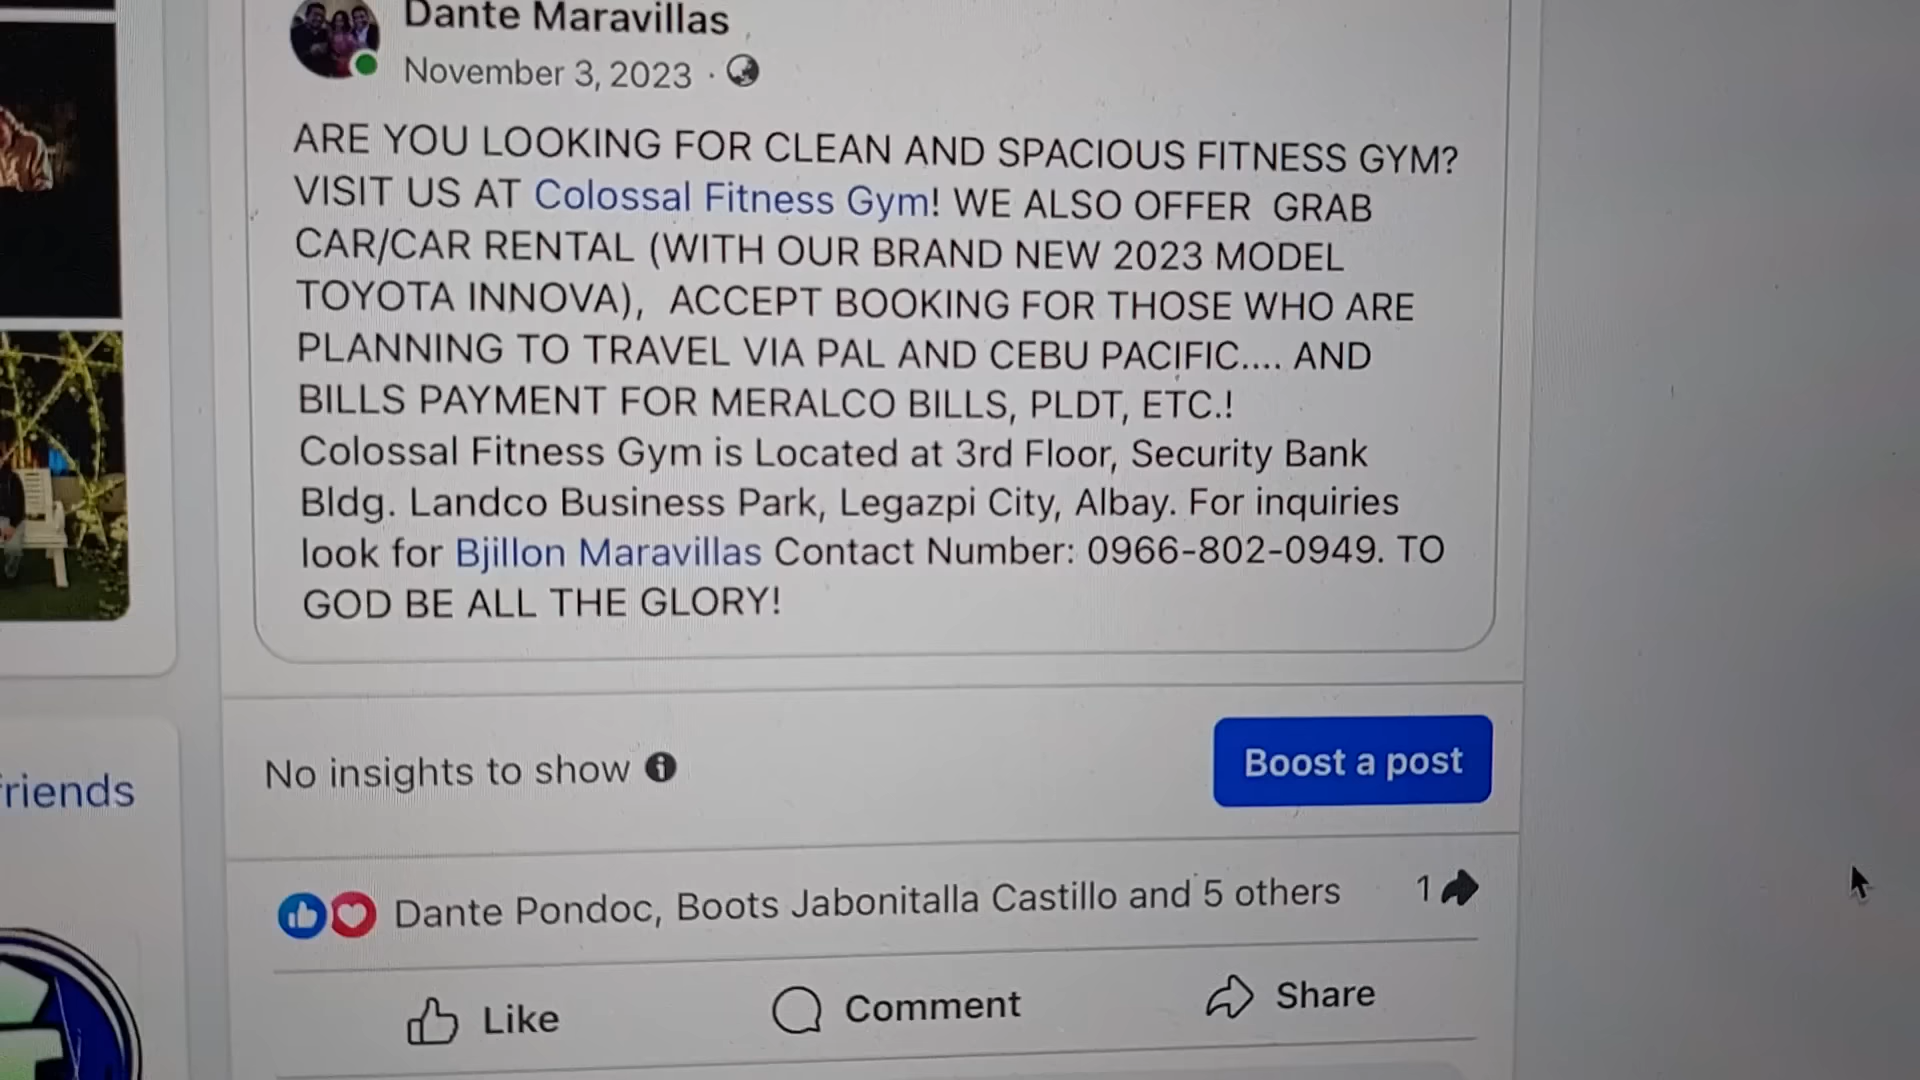 Dante Maravillas
November 3, 2023 ·
ARE YOU LOOKING FOR CLEAN AND SPACIOUS FITNESS GYM?
VISIT US AT Colossal Fitness Gym! WE ALSO OFFER GRAB
CAR/CAR RENTAL (WITH OUR BRAND NEW 2023 MODEL
TOYOTA INNOVA), ACCEPT BOOKING FOR THOSE WHO ARE
PLANNING TO TRAVEL VIA PAL AND CEBU PACIFIC.... AND
BILLS PAYMENT FOR MERALCO BILLS, PLDT, ETC.!
Colossal Fitness Gym is Located at 3rd Floor, Security Bank
Bldg. Landco Business Park, Legazpi City, Albay. For inquiries
look for Bjillon Maravillas Contact Number: 0966-802-0949. TO
GOD BE ALL THE GLORY!
No insights to show
Boost a post
riends
Dante Pondoc, Boots Jabonitalla Castillo and 5 others 1
Like Comment Share